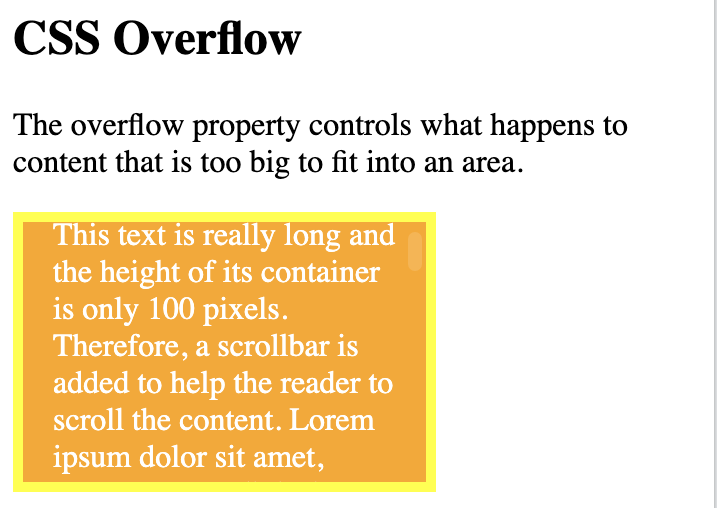 CSS Overflow
The overflow property controls what happens to
content that is too big to fit into an area.
This text is really long and
the height of its container
is only 100 pixels.
Therefore, a scrollbar is
added to help the reader to
scroll the content. Lorem
ipsum dolor sit amet,